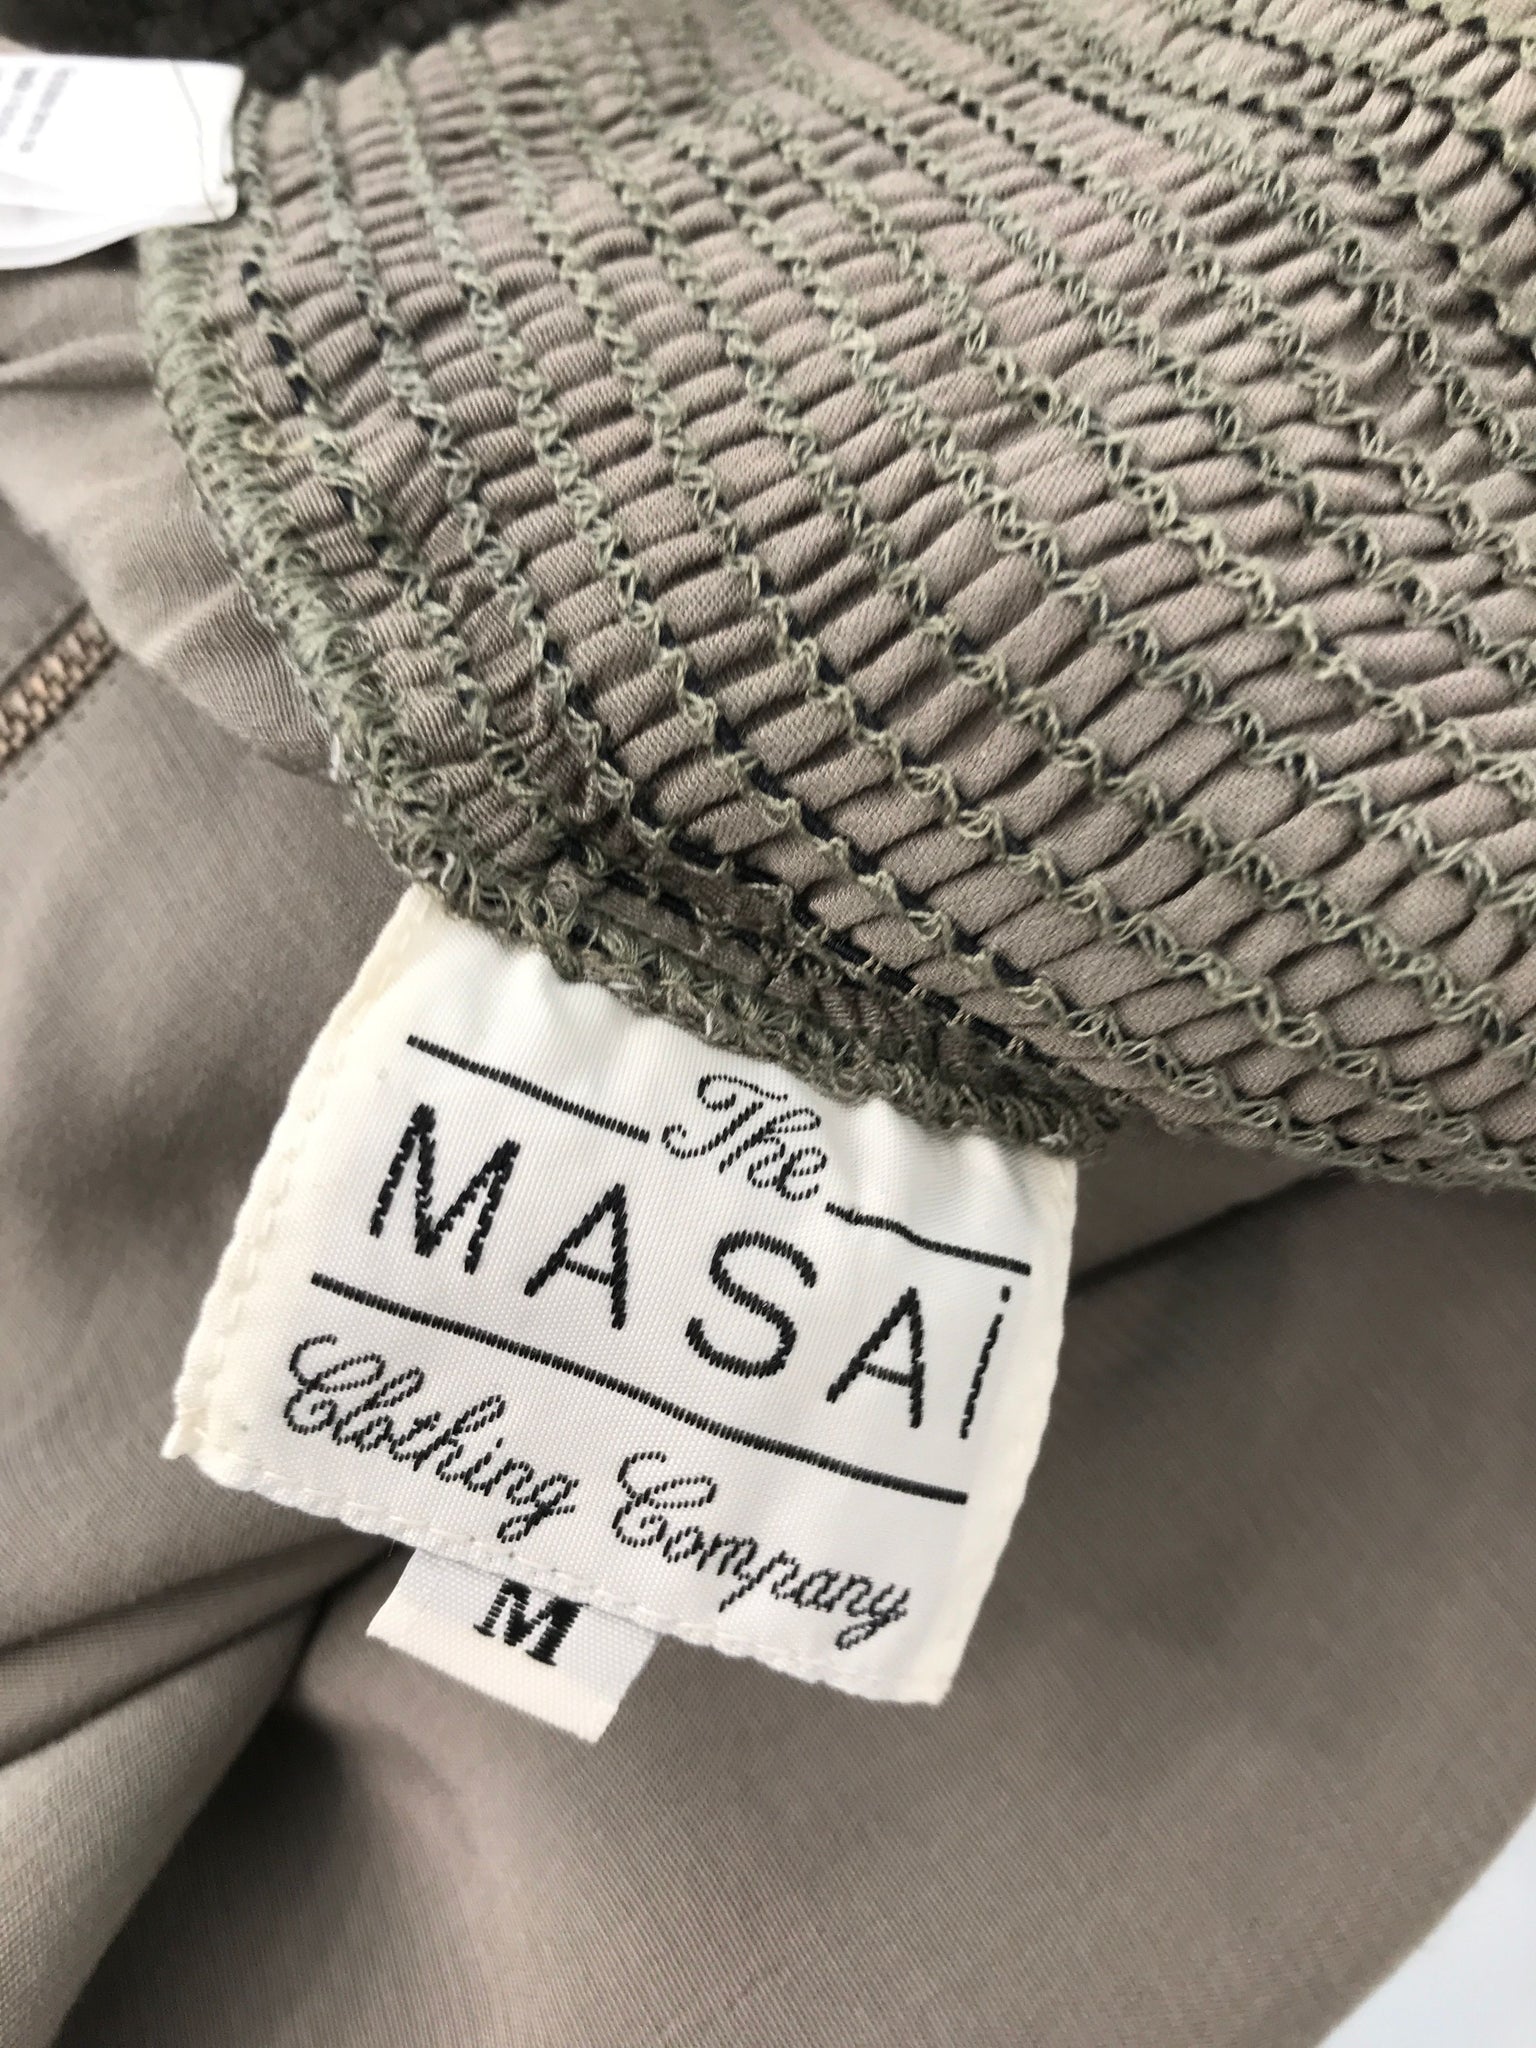 The
MASAi
Clothing Company
M